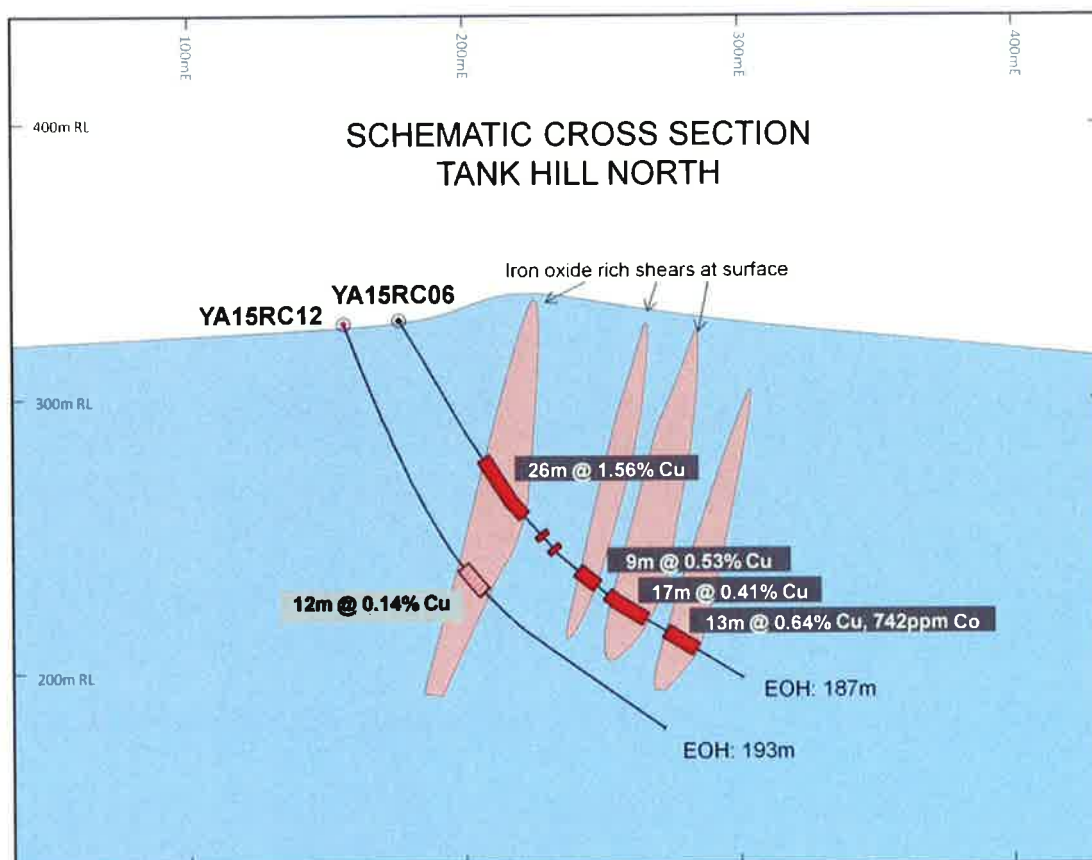 100mE
200mE
300mE
400mE
400m RL
SCHEMATIC CROSS SECTION
TANK HILL NORTH
Iron oxide rich shears at surface
YA15RC06
YA15RC12
300m RL
26m @ 1.56% Cu
9m @ 0.53% Cu
17m @ 0.41% Cu
12m @ 0.14% Cu
13m @ 0.64% Cu, 742ppm Co
200m RL
EOH: 187m
EOH: 193m